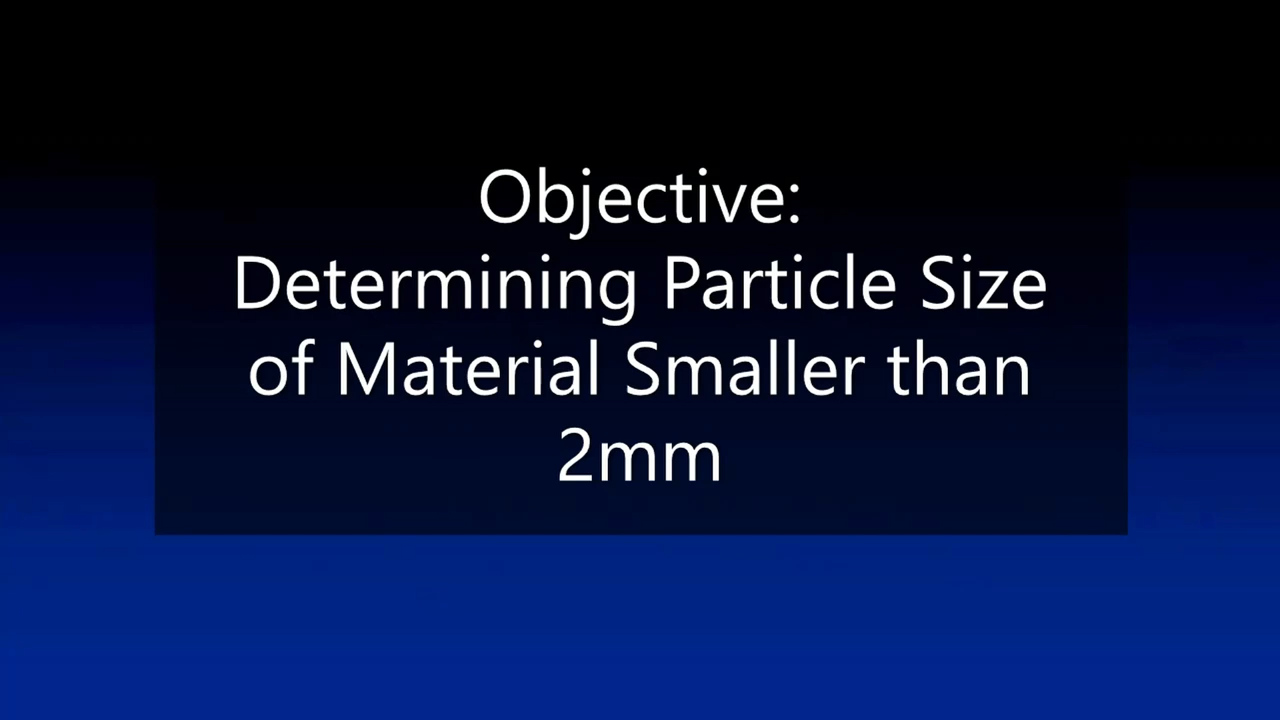 Objective:
Determining Particle Size
of Material Smaller than
2mm